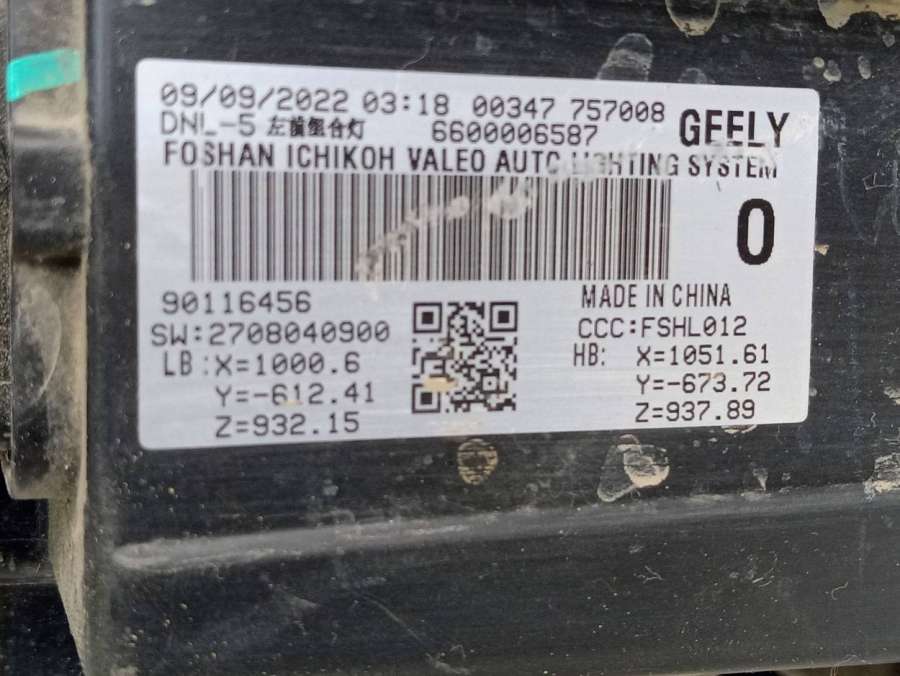 09/09/2022 03:18 00347 757008
DNL-5 左前组合灯 6600006587 GEELY
FOSHAN ICHIKOH VALEO AUTO LIGHTING SYSTEM
0
90116456 MADE IN CHINA
SW:2708040900 CCC:FSHL012
LB:X=1000.6 HB: X=1051.61
Y=-612.41 Y=-673.72
Z=932.15 Z=937.89